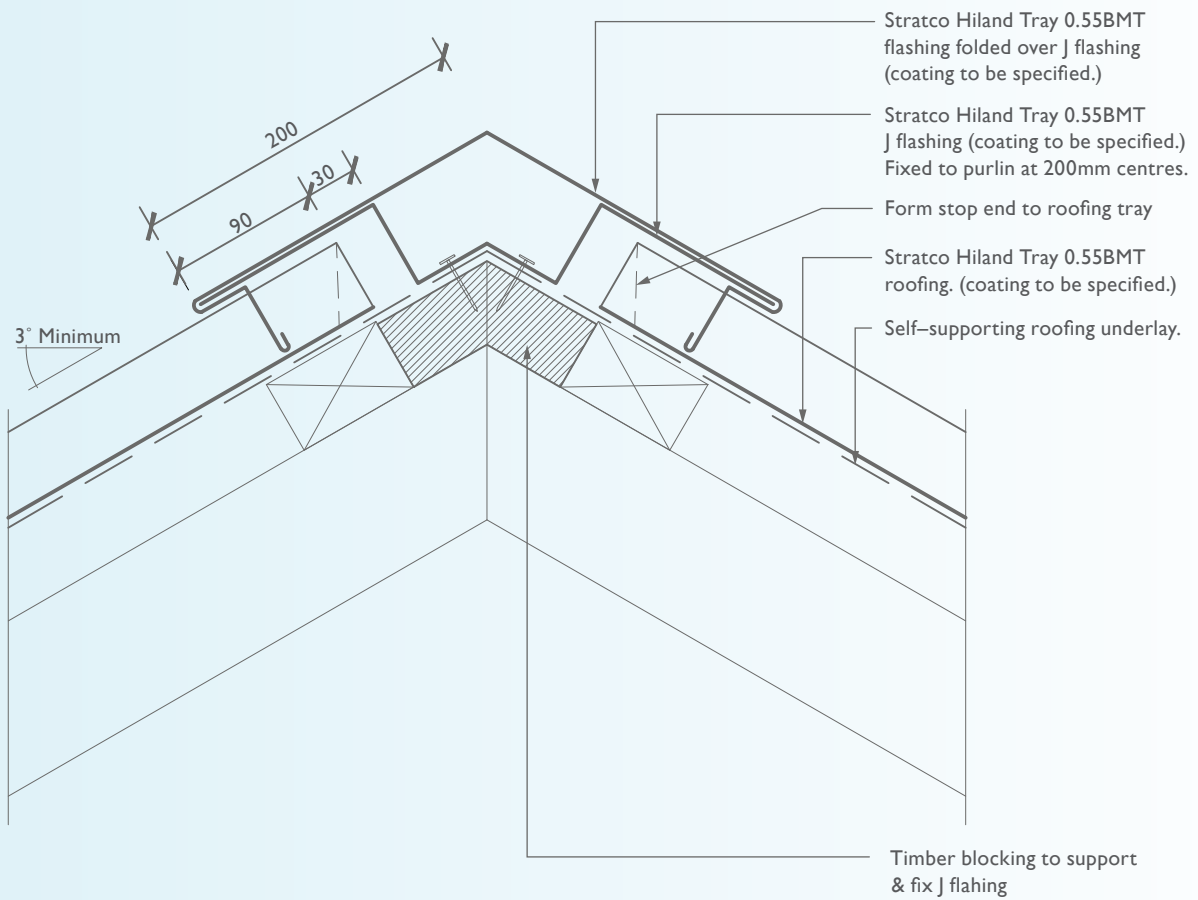 Stratco Hiland Tray 0.55BMT
flashing folded over J flashing
(coating to be specified.)
200
Stratco Hiland Tray 0.55BMT
J flashing (coating to be specified.)
Fixed to purlin at 200mm centres.
30
90
Form stop end to roofing tray
Stratco Hiland Tray 0.55BMT
roofing. (coating to be specified.)
3° Minimum
Self–supporting roofing underlay.
Timber blocking to support
& fix J flahing